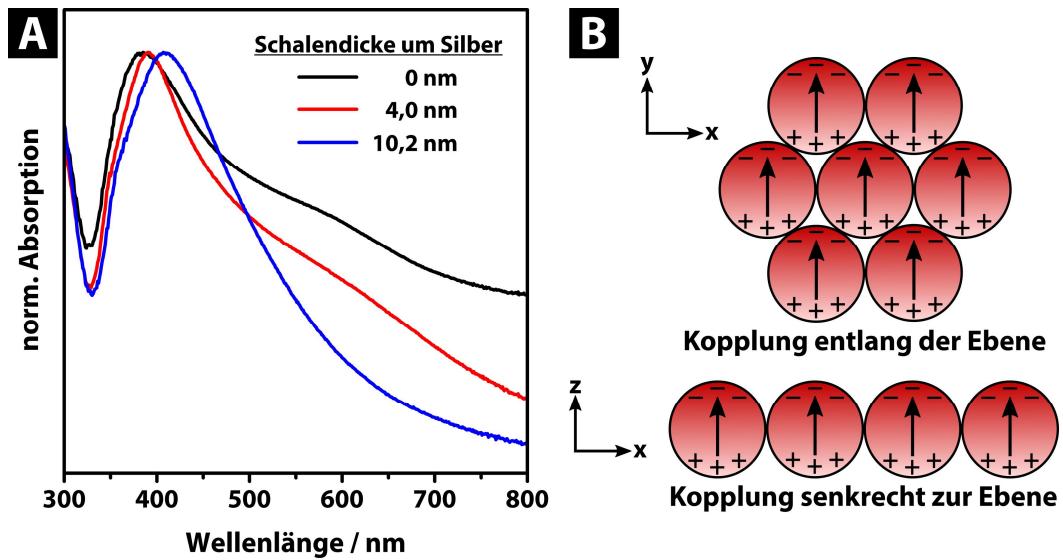 A
Schalendicke um Silber
0 nm
4,0 nm
10,2 nm
norm. Absorption
300 400 500 600 700 800
Wellenlänge / nm
B
y
x
− − − − − −
+ + + + + +
− − − − − − − − −
+ + + + + + + + +
− − − − − −
+ + + + + +
Kopplung entlang der Ebene
z
x
− − − − − − − − − − − −
+ + + + + + + + + + + +
Kopplung senkrecht zur Ebene